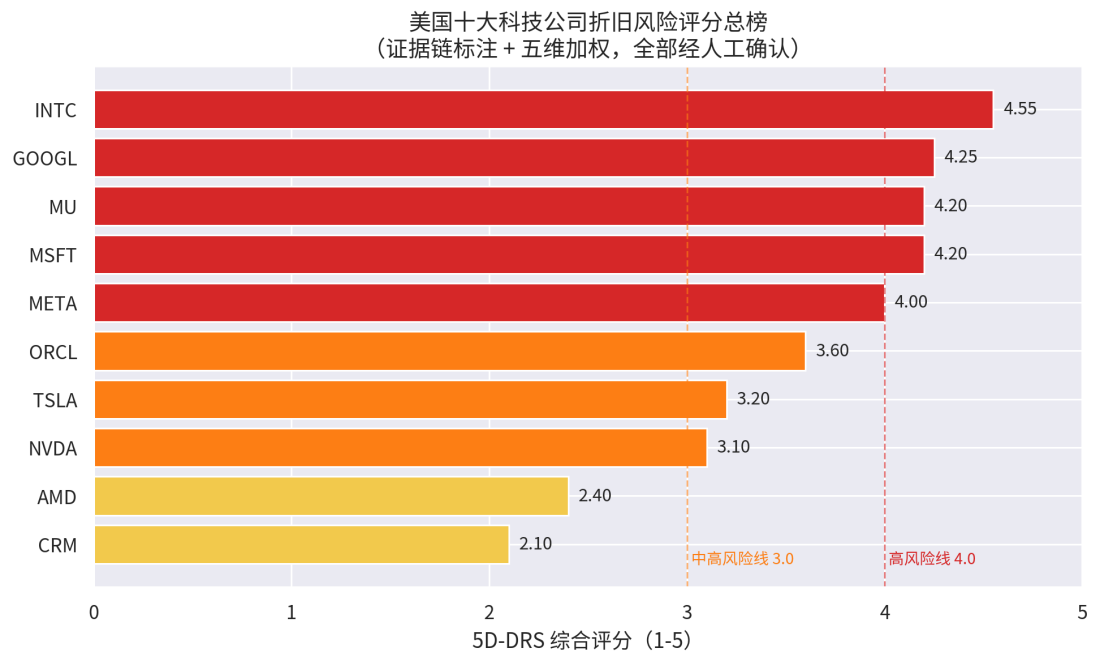 美国十大科技公司折旧风险评分总榜
（证据链标注 + 五维加权，全部经人工确认）
INTC 4.55
GOOGL 4.25
MU 4.20
MSFT 4.20
META 4.00
ORCL 3.60
TSLA 3.20
NVDA 3.10
AMD 2.40
CRM 2.10
中高风险线 3.0 高风险线 4.0
0 1 2 3 4 5
5D-DRS 综合评分（1-5）